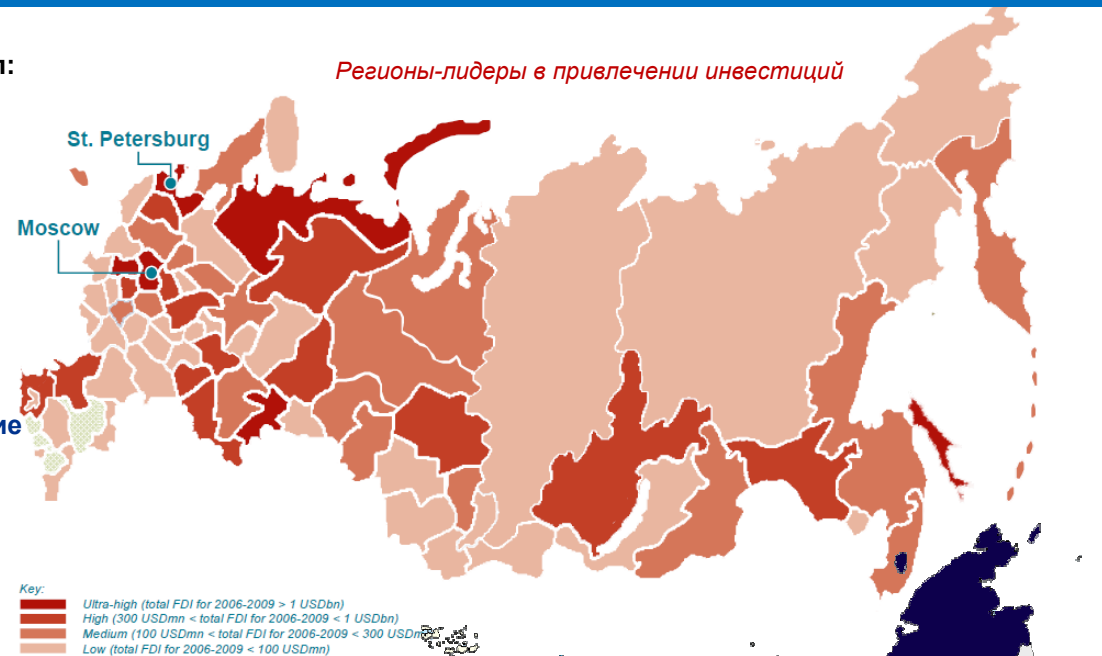 Регионы-лидеры в привлечении инвестиций
St. Petersburg
Moscow
Key:
Ultra-high (total FDI for 2006-2009 > 1 USDbn)
High (300 USDmn < total FDI for 2006-2009 < 1 USDbn)
Medium (100 USDmn < total FDI for 2006-2009 < 300 USDm
Low (total FDI for 2006-2009 < 100 USDmn)